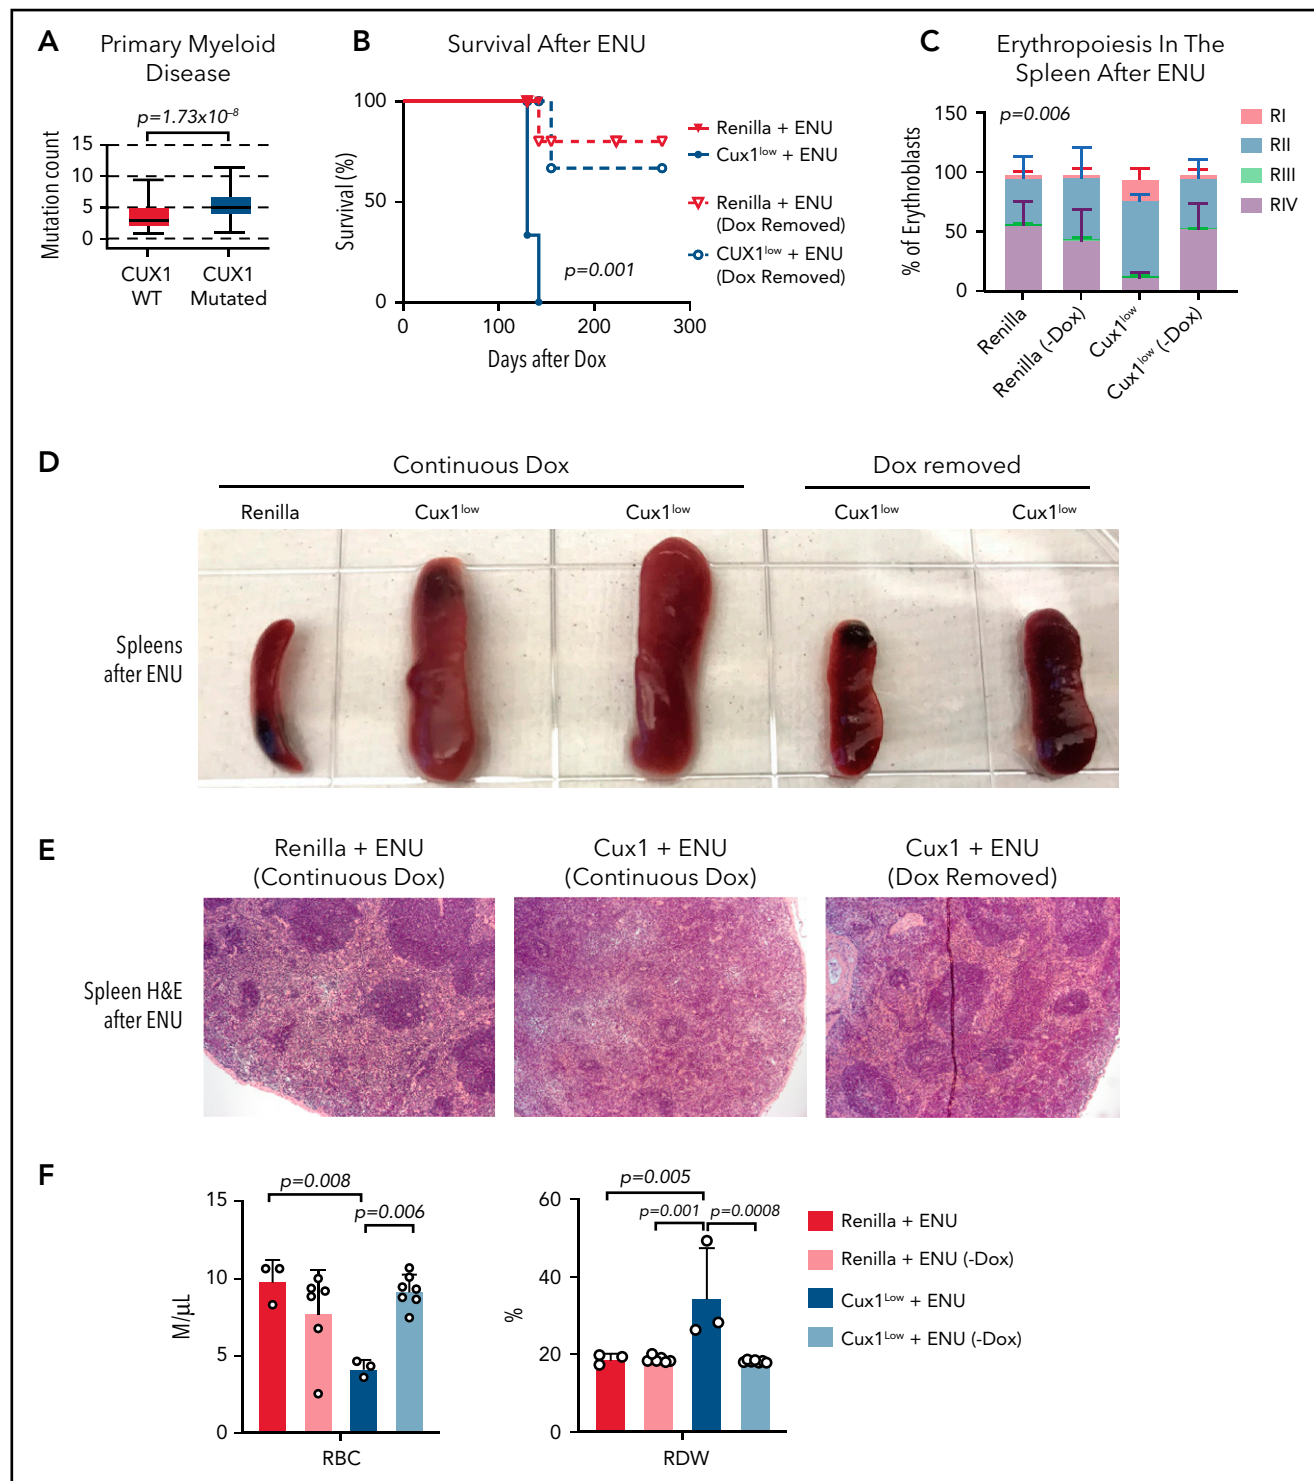 A
Primary Myeloid
Disease
p=1.73x10⁻⁸
Mutation count
15
10
5
0
CUX1
WT
CUX1
Mutated
B
Survival After ENU
Survival (%)
100
50
0
0
100
200
300
Days after Dox
p=0.001
Renilla + ENU
Cux1ˡᵒʷ + ENU
Renilla + ENU
(Dox Removed)
CUX1ˡᵒʷ + ENU
(Dox Removed)
C
Erythropoiesis In The
Spleen After ENU
% of Erythroblasts
150
100
50
0
p=0.006
RI
RII
RIII
RIV
Renilla
Renilla (-Dox)
Cux1ˡᵒʷ
Cux1ˡᵒʷ (-Dox)
D
Continuous Dox
Dox removed
Renilla
Cux1ˡᵒʷ
Cux1ˡᵒʷ
Cux1ˡᵒʷ
Cux1ˡᵒʷ
Spleens
after ENU
E
Renilla + ENU
(Continuous Dox)
Cux1 + ENU
(Continuous Dox)
Cux1 + ENU
(Dox Removed)
Spleen H&E
after ENU
F
M/µL
15
10
5
0
p=0.008
p=0.006
RBC
%
60
40
20
0
p=0.005
p=0.001
p=0.0008
RDW
Renilla + ENU
Renilla + ENU (-Dox)
Cux1ᴸᵒʷ + ENU
Cux1ᴸᵒʷ + ENU (-Dox)